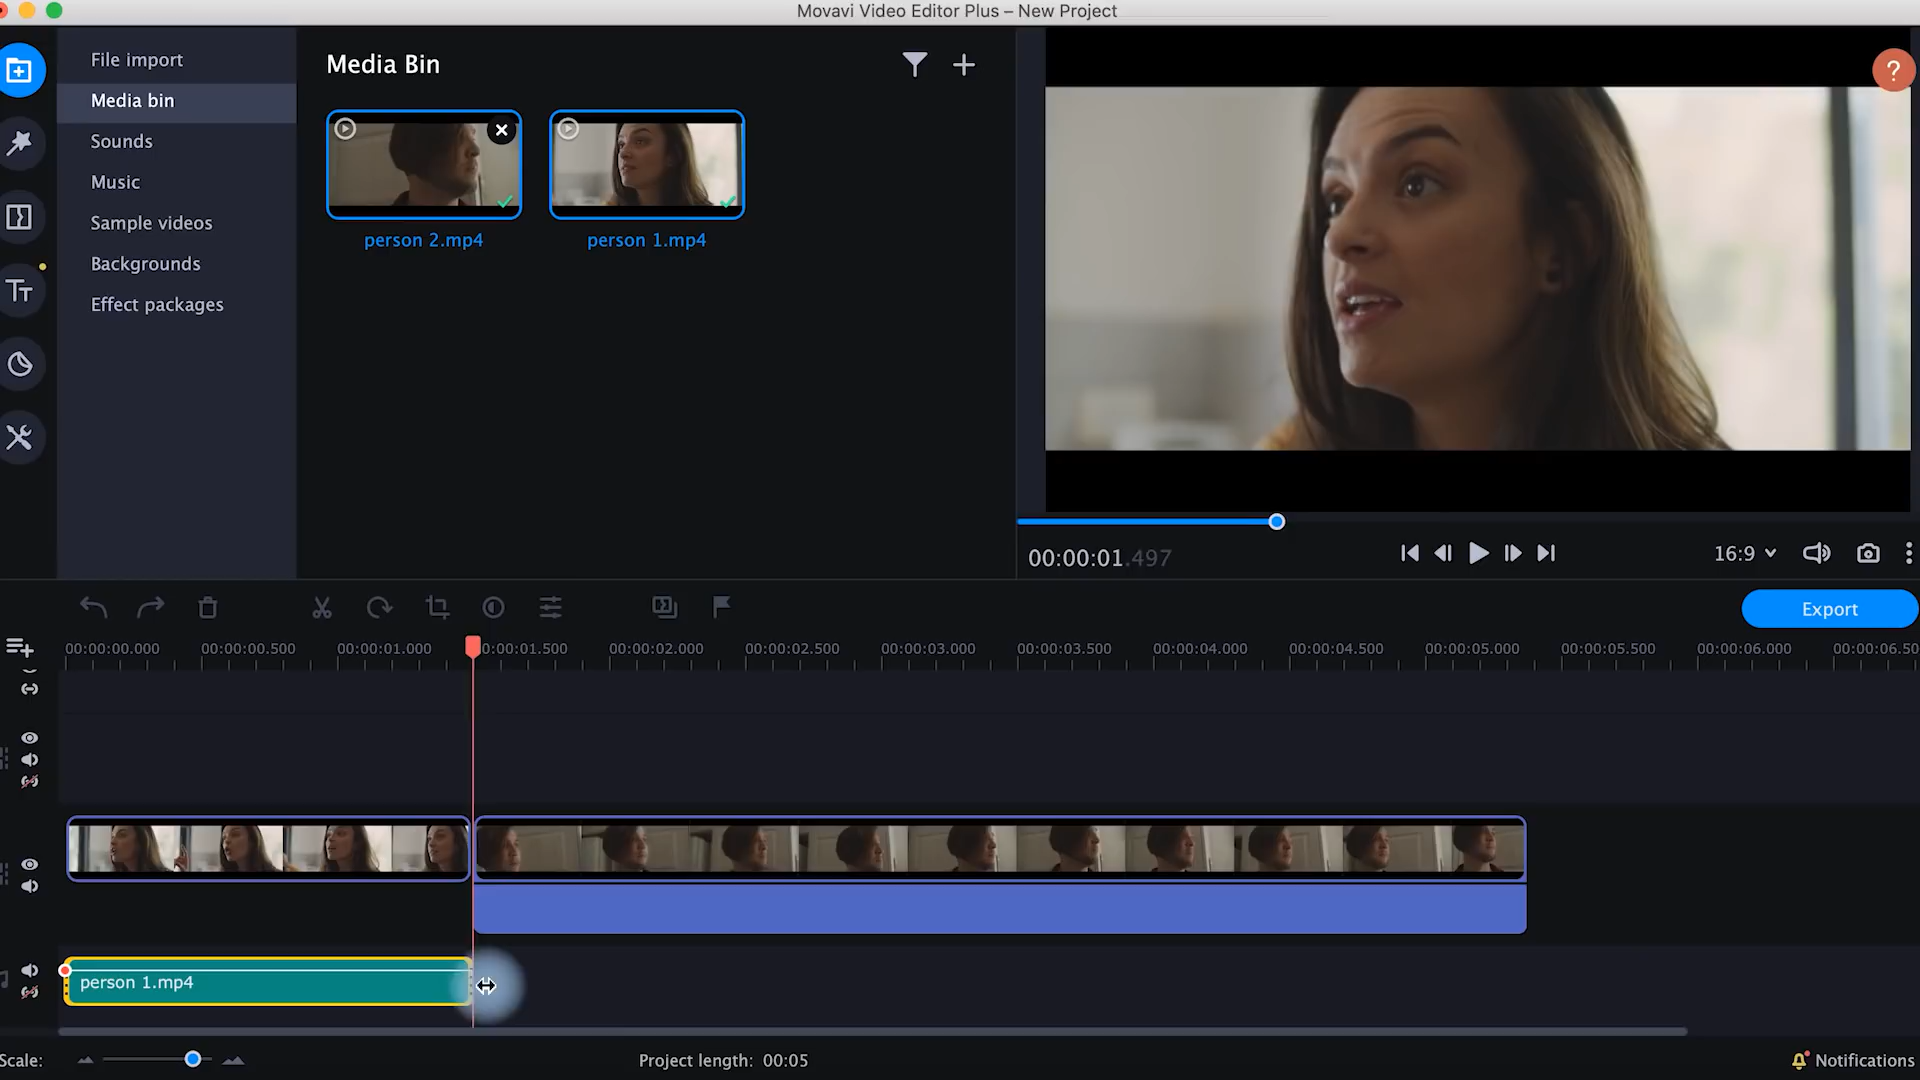 Movavi Video Editor Plus – New Project
File import
Media bin
Sounds
Music
Sample videos
Backgrounds
Effect packages
Media Bin
person 2.mp4
person 1.mp4
?
00:00:01.497
16:9
Export
00:00:00.000 00:00:00.500 00:00:01.000 00:00:01.500 00:00:02.000 00:00:02.500 00:00:03.000 00:00:03.500 00:00:04.000 00:00:04.500 00:00:05.000 00:00:05.500 00:00:06.000 00:00:06.50
person 1.mp4
Scale:
Project length: 00:05
Notifications